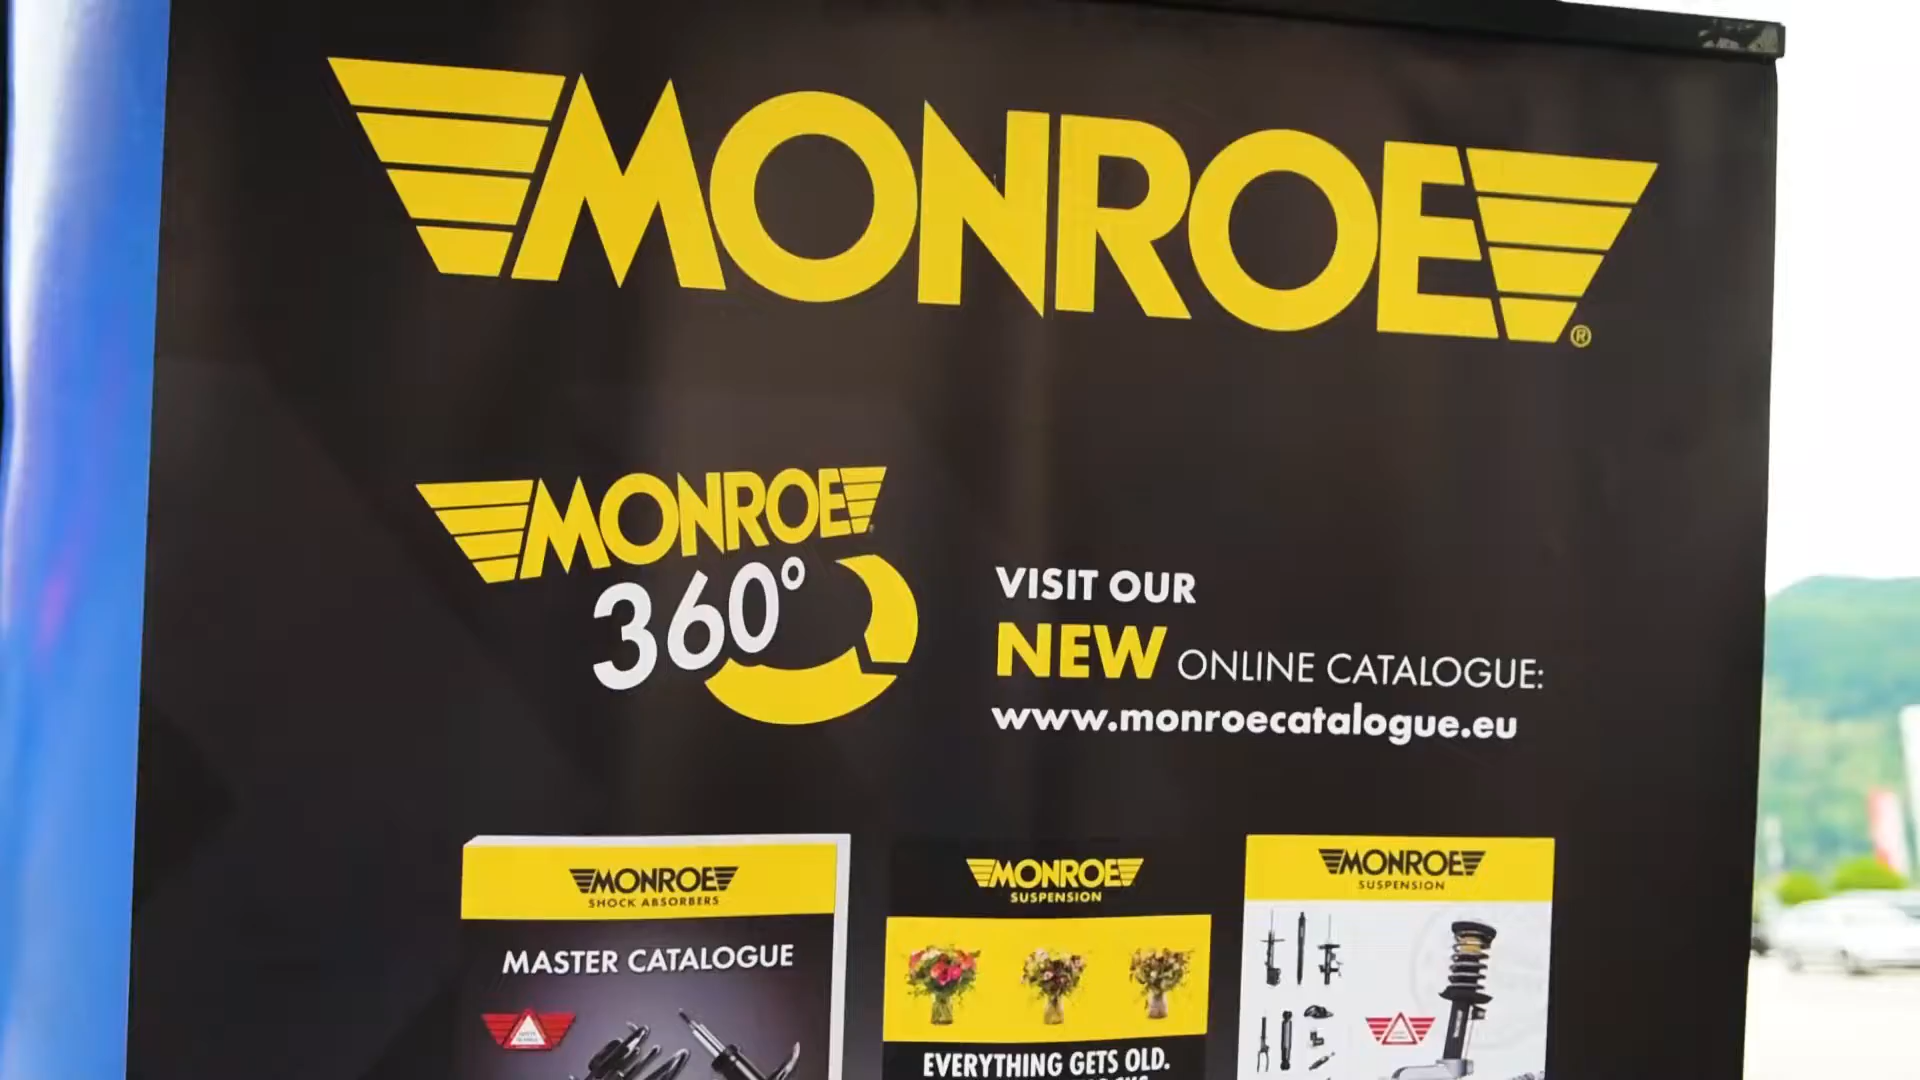 MONROE®
MONROE
360°
VISIT OUR
NEW ONLINE CATALOGUE:
www.monroecatalogue.eu
MONROE
SHOCK ABSORBERS
MASTER CATALOGUE
MONROE
SUSPENSION
EVERYTHING GETS OLD.
MONROE
SUSPENSION